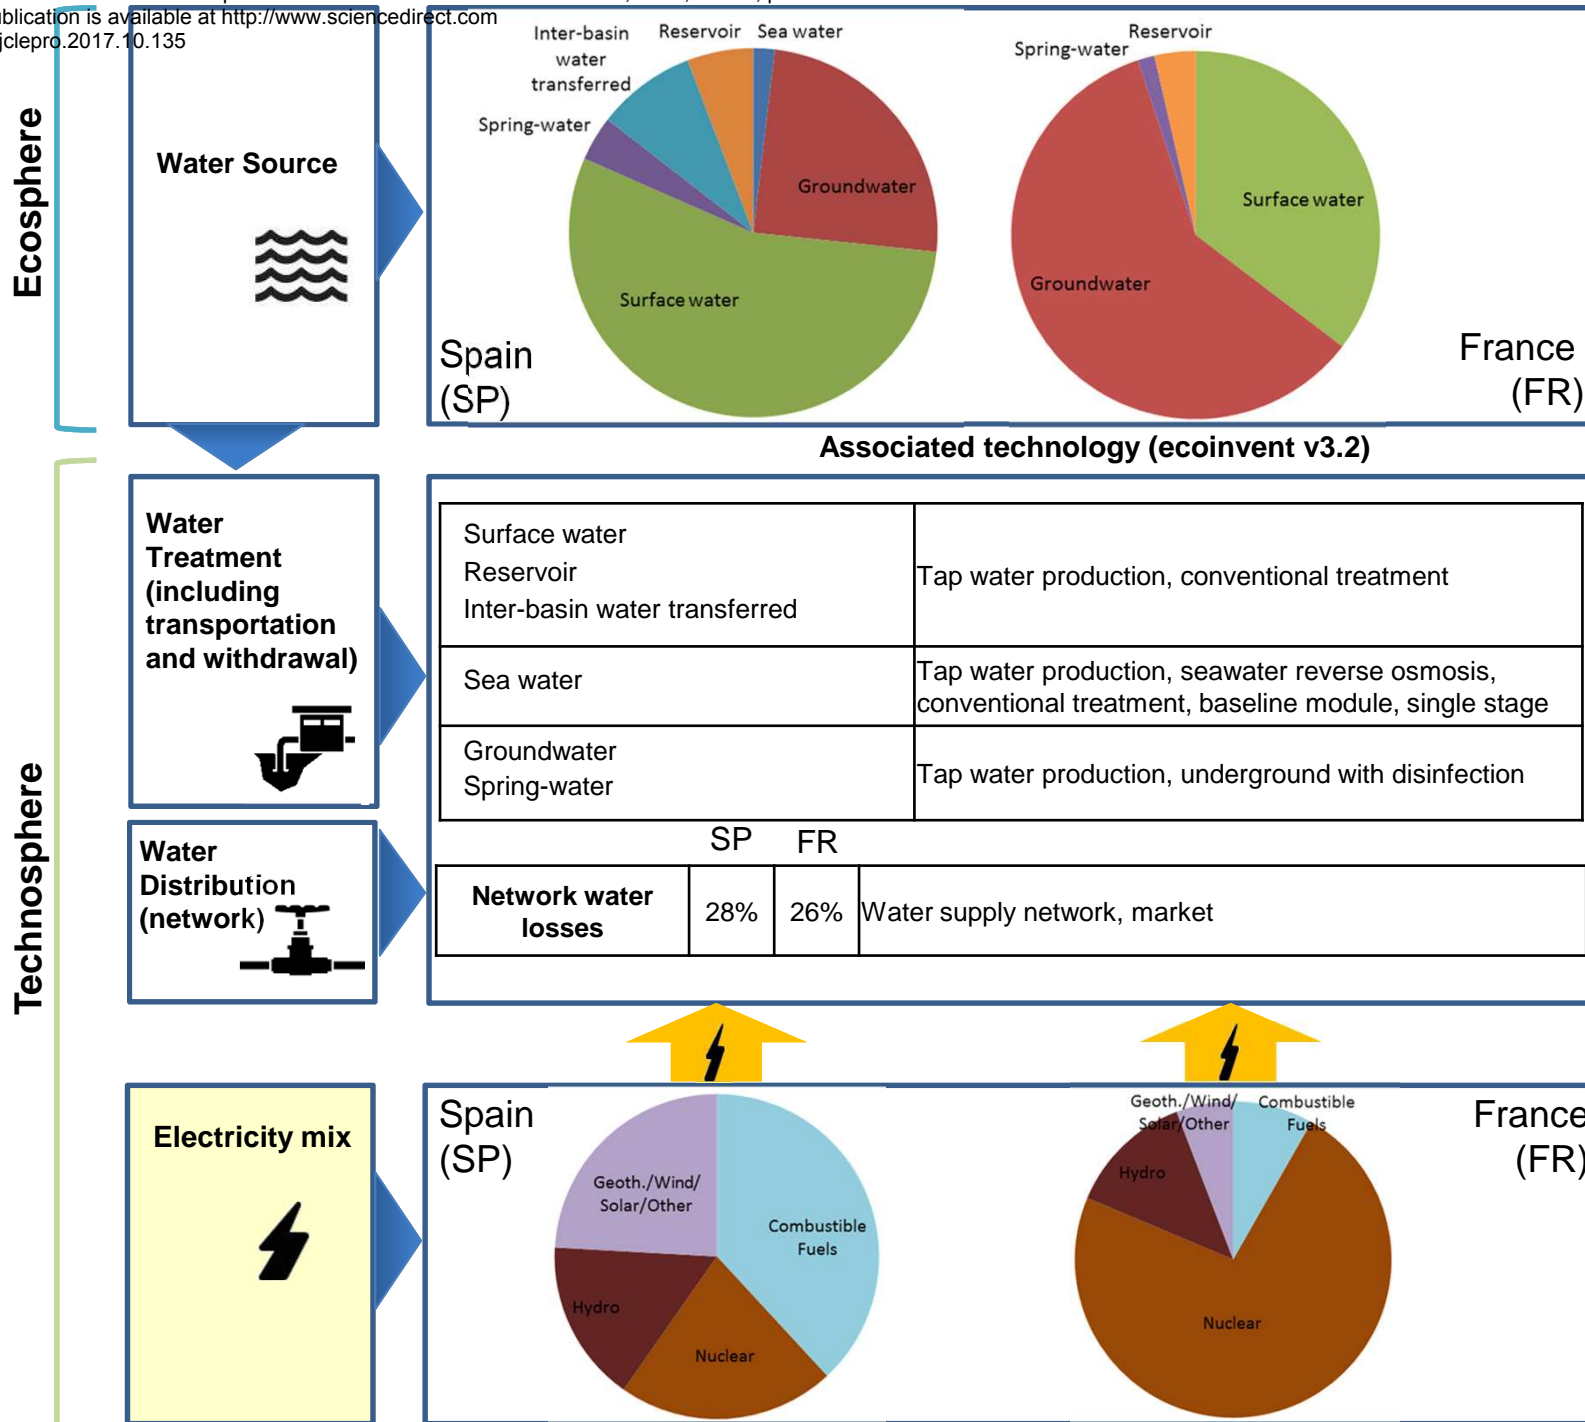 ublication is available at http://www.sciencedirect.com
jclepro.2017.10.135
Ecosphere
Water Source
Inter-basin
water
transferred
Reservoir
Sea water
Spring-water
Groundwater
Surface water
Spain
(SP)
Reservoir
Spring-water
Surface water
Groundwater
France
(FR)
Associated technology (ecoinvent v3.2)
Technosphere
Water
Treatment
(including
transportation
and withdrawal)
Surface water
Reservoir
Inter-basin water transferred
Tap water production, conventional treatment
Sea water
Tap water production, seawater reverse osmosis,
conventional treatment, baseline module, single stage
Groundwater
Spring-water
Tap water production, underground with disinfection
Water
Distribution
(network)
SP FR
Network water
losses
28% 26% Water supply network, market
Electricity mix
Spain
(SP)
Geoth./Wind/
Solar/Other
Combustible
Fuels
Hydro
Nuclear
Geoth./Wind/
Solar/Other
Combustible
Fuels
Hydro
Nuclear
France
(FR)